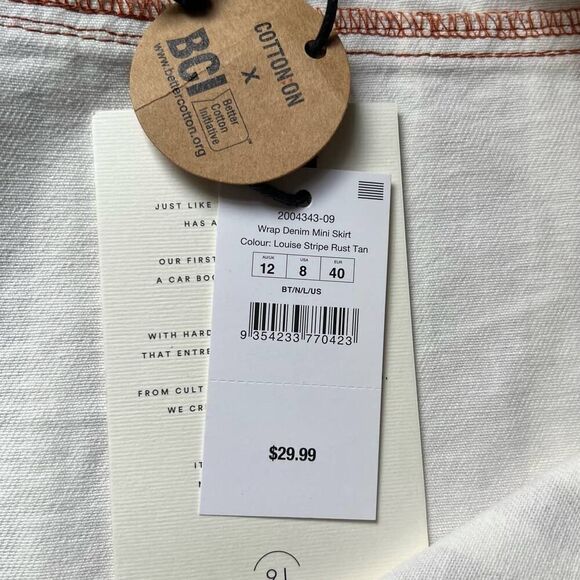 COTTON:ON
X
BCI
Better
Cotton
Initiative
™
www.bettercotton.org
JUST LIKE
HAS A
OUR FIRST
A CAR BOO
WITH HARD
THAT ENTRE
FROM CULT
WE CR
2004343-09
Wrap Denim Mini Skirt
Colour: Louise Stripe Rust Tan
AU/UK USA EUR
12 8 40
BT/N/L/US
9 354233 770423
$29.99